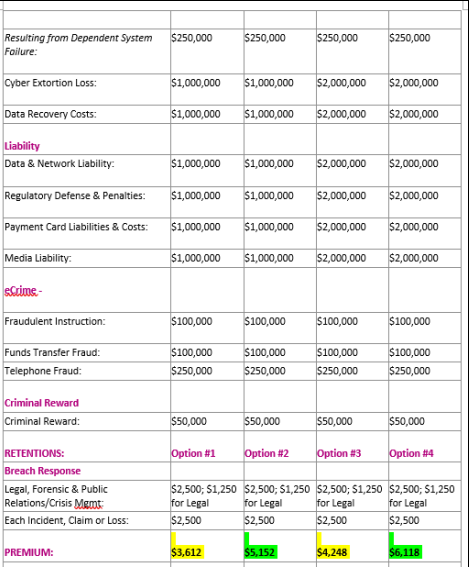 Resulting from Dependent System $250,000 $250,000 $250,000 $250,000
Failure:
Cyber Extortion Loss: $1,000,000 $1,000,000 $2,000,000 $2,000,000
Data Recovery Costs: $1,000,000 $1,000,000 $2,000,000 $2,000,000
Liability
Data & Network Liability: $1,000,000 $1,000,000 $2,000,000 $2,000,000
Regulatory Defense & Penalties: $1,000,000 $1,000,000 $2,000,000 $2,000,000
Payment Card Liabilities & Costs: $1,000,000 $1,000,000 $2,000,000 $2,000,000
Media Liability: $1,000,000 $1,000,000 $2,000,000 $2,000,000
eCrime -
Fraudulent Instruction: $100,000 $100,000 $100,000 $100,000
Funds Transfer Fraud: $100,000 $100,000 $100,000 $100,000
Telephone Fraud: $250,000 $250,000 $250,000 $250,000
Criminal Reward
Criminal Reward: $50,000 $50,000 $50,000 $50,000
RETENTIONS: Option #1 Option #2 Option #3 Option #4
Breach Response
Legal, Forensic & Public $2,500; $1,250 $2,500; $1,250 $2,500; $1,250 $2,500; $1,250
Relations/Crisis Mgmt: for Legal for Legal for Legal for Legal
Each Incident, Claim or Loss: $2,500 $2,500 $2,500 $2,500
PREMIUM: $3,612 $5,152 $4,248 $6,118